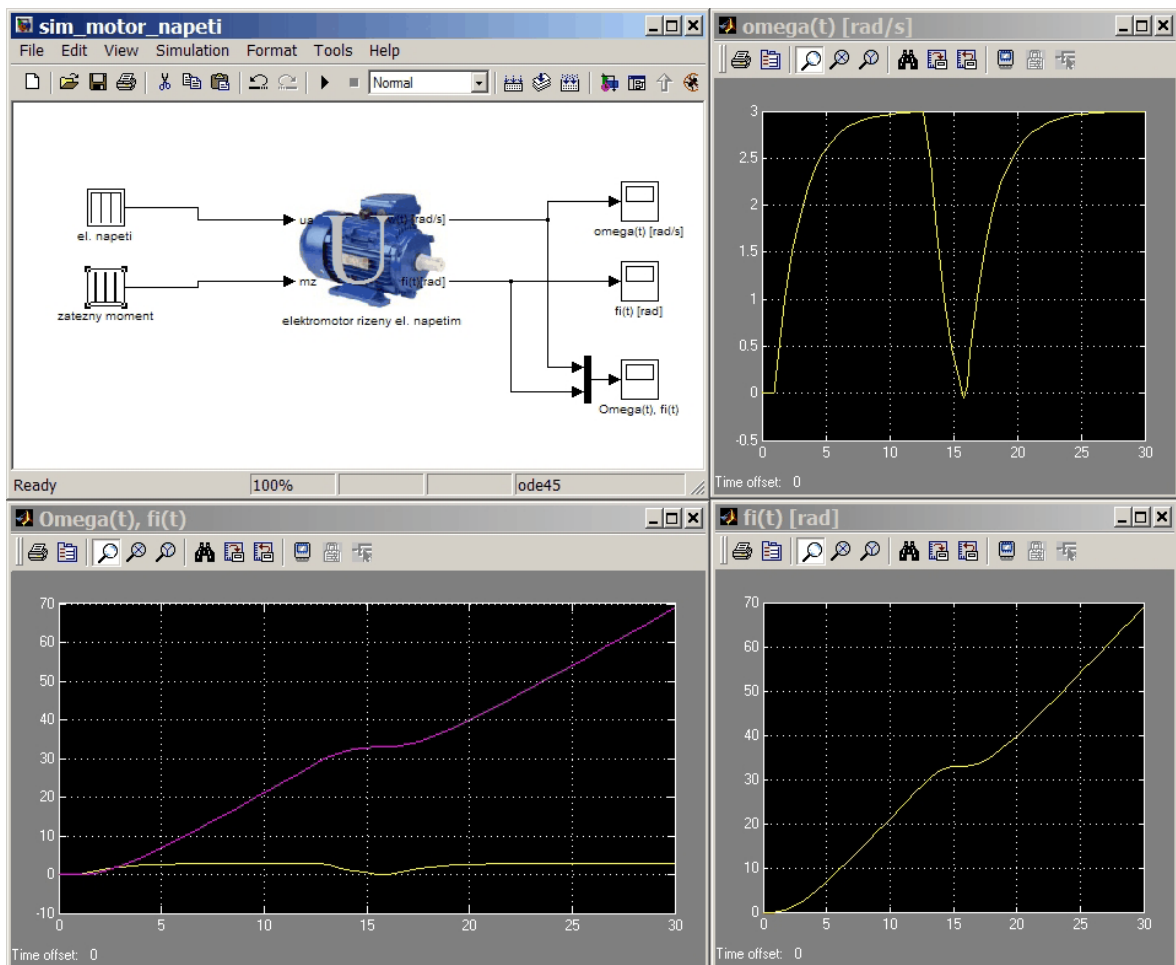 sim_motor_napeti
File Edit View Simulation Format Tools Help
Normal
el. napeti
zatezny moment
ua
mz
U
(t) [rad/s]
fi(t)[rad]
elektromotor rizeny el. napetim
omega(t) [rad/s]
fi(t) [rad]
Omega(t), fi(t)
Ready 100% ode45
omega(t) [rad/s]
3
2.5
2
1.5
1
0.5
0
-0.5
0 5 10 15 20 25 30
Time offset: 0
Omega(t), fi(t)
70
60
50
40
30
20
10
0
-10
0 5 10 15 20 25 30
Time offset: 0
fi(t) [rad]
70
60
50
40
30
20
10
0
0 5 10 15 20 25 30
Time offset: 0